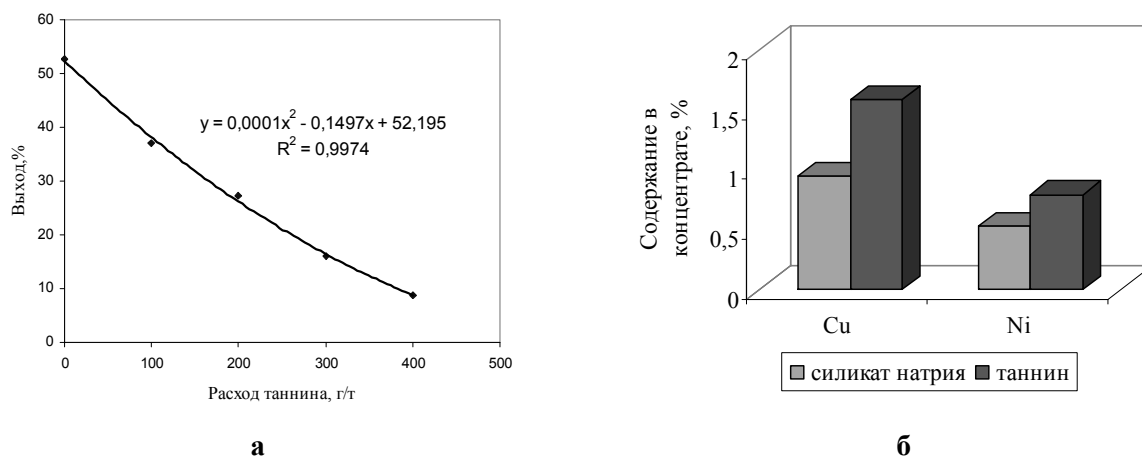 60
50
40
30
20
10
0
0
100
200
300
400
500
Выход,%
Расход таннина, г/т
y = 0,0001x² - 0,1497x + 52,195
R² = 0,9974
а
2
1,5
1
0,5
0
Содержание в
концентрате, %
Cu
Ni
силикат натрия
таннин
б